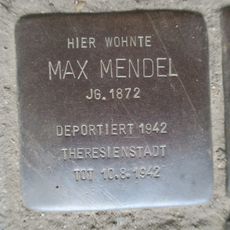 HIER WOHNTE
MAX MENDEL
JG. 1872
DEPORTIERT 1942
THERESIENSTADT
TOT 10.8.1942